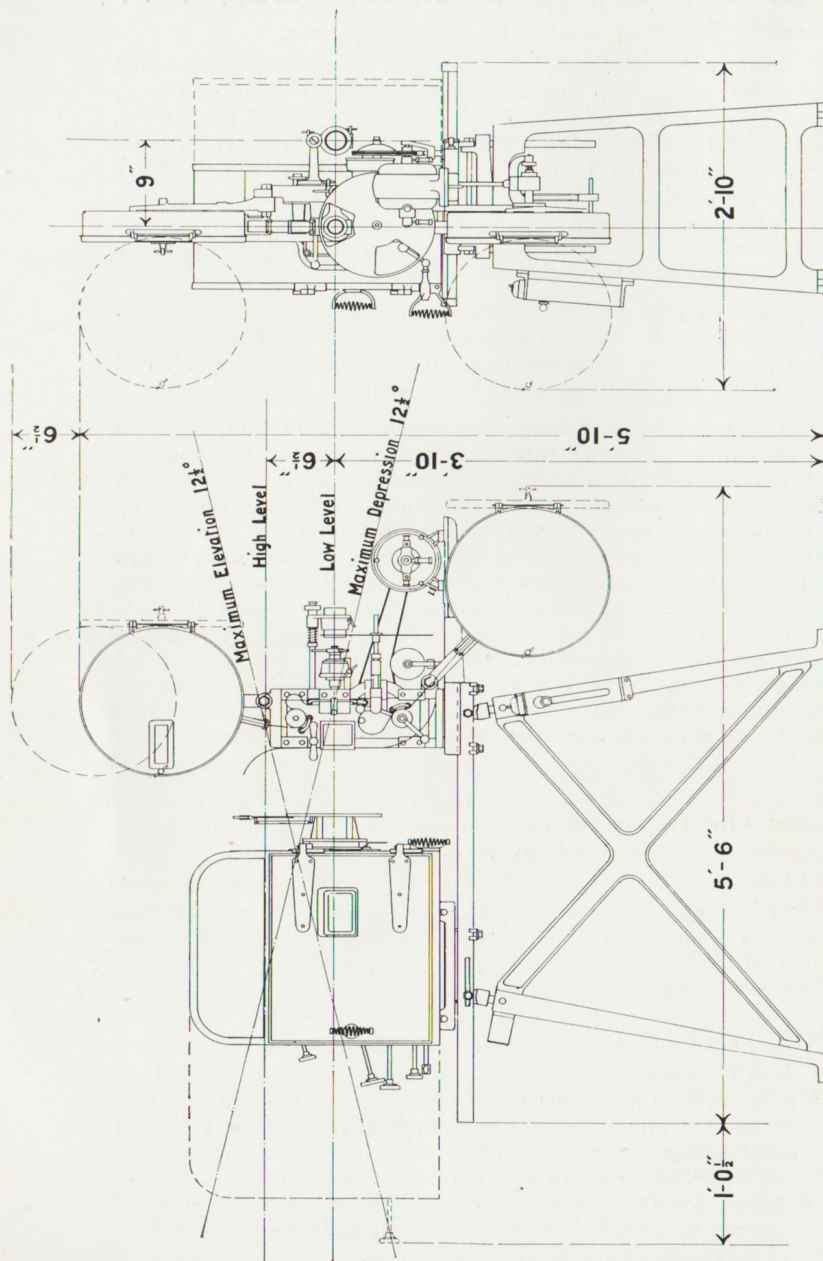 9"
2'-10"
6½"
5'-10"
Maximum Elevation 12½°
High Level
6½"
Low Level
3'-10"
Maximum Depression 12½°
5'-6"
1'-0½"